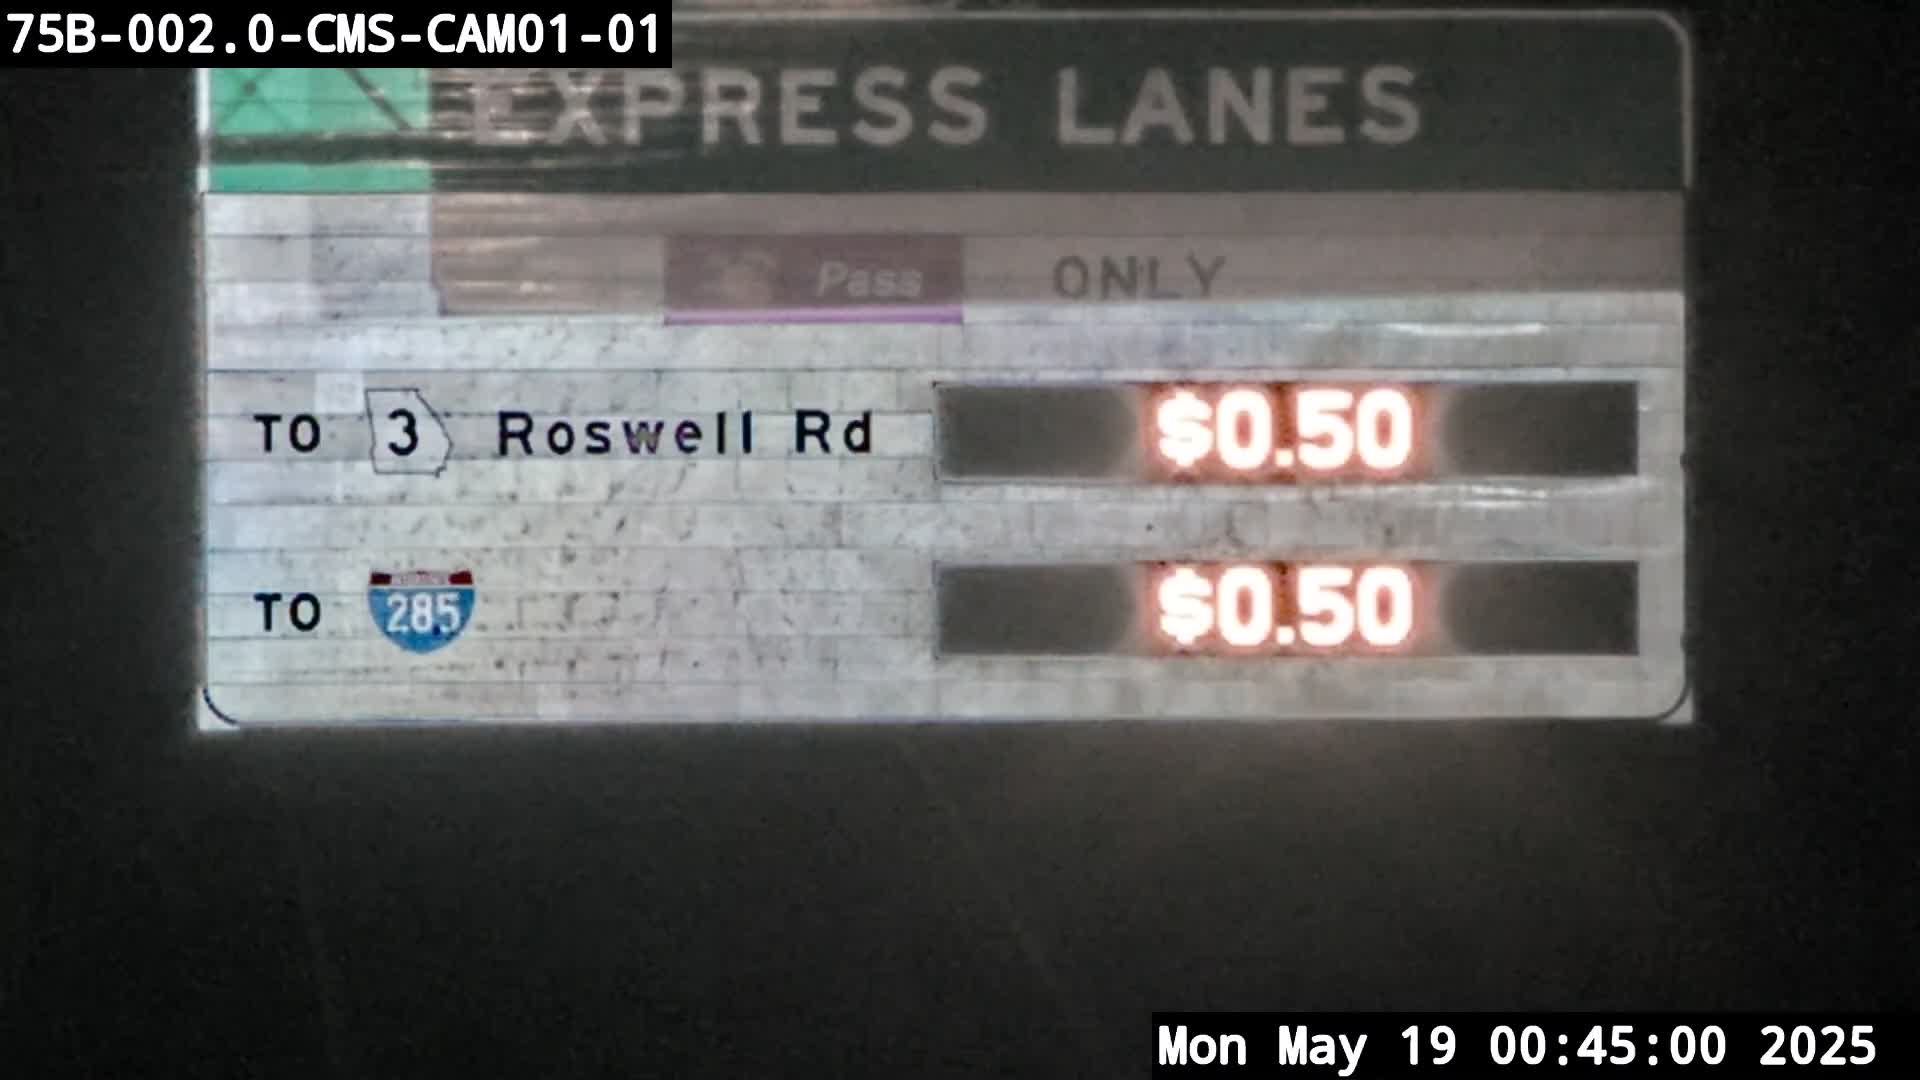 75B-002.0-CMS-CAM01-01
EXPRESS LANES
Pass ONLY
TO 3 Roswell Rd $0.50
TO 285 $0.50
Mon May 19 00:45:00 2025